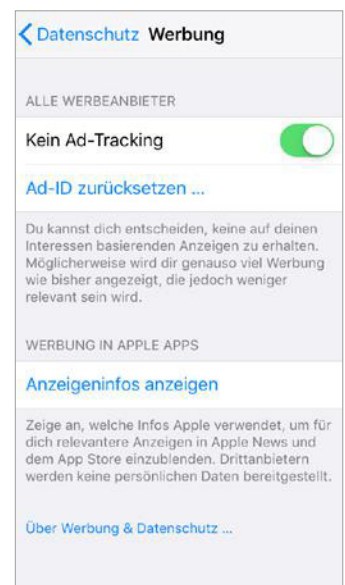 Datenschutz Werbung
ALLE WERBEANBIETER
Kein Ad-Tracking
Ad-ID zurücksetzen ...
Du kannst dich entscheiden, keine auf deinen
Interessen basierenden Anzeigen zu erhalten.
Möglicherweise wird dir genauso viel Werbung
wie bisher angezeigt, die jedoch weniger
relevant sein wird.
WERBUNG IN APPLE APPS
Anzeigeninfos anzeigen
Zeige an, welche Infos Apple verwendet, um für
dich relevantere Anzeigen in Apple News und
dem App Store einzublenden. Drittanbietern
werden keine persönlichen Daten bereitgestellt.
Über Werbung & Datenschutz ...